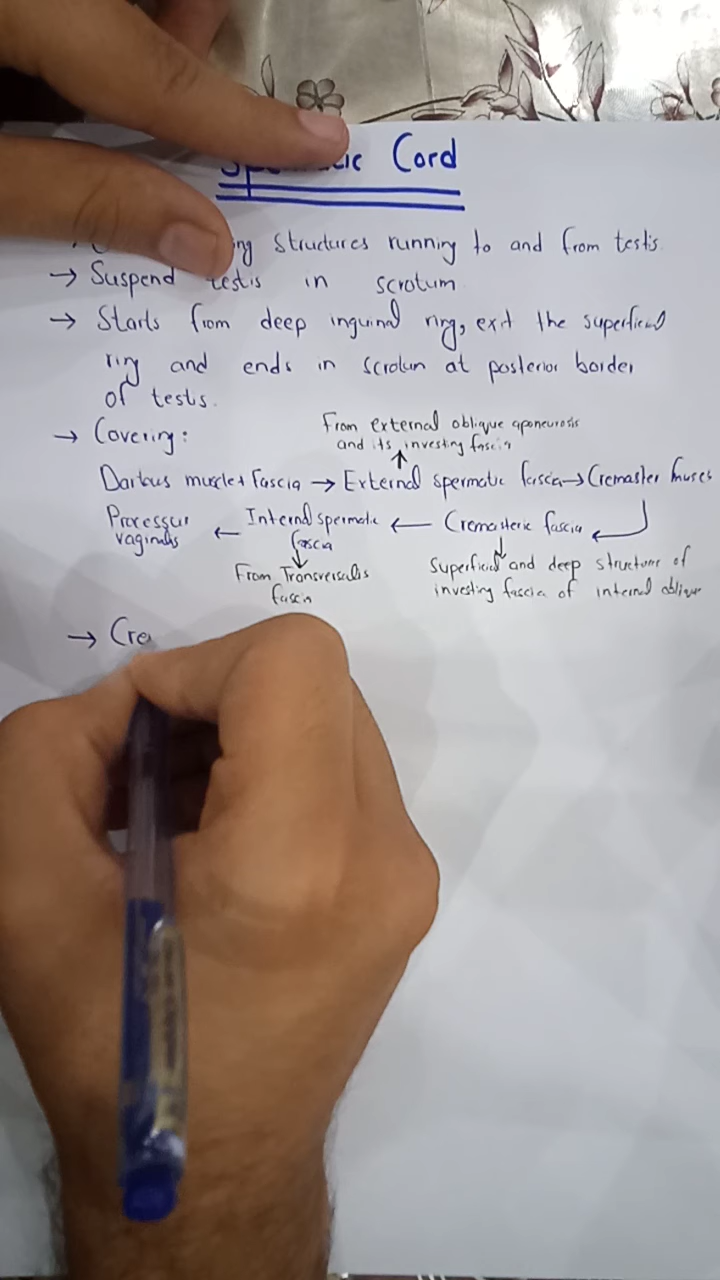 Cord
ng Structures running to and from testis
→ Suspend testis in scrotum
→ Starts from deep inguinal ring, exit the superficial
ring and ends in scrotum at posterior border
of testis.
→ Covering:
From external oblique aponeurosis
and its investing fascia
Dartous muscle + Fascia → External spermatic fascia → Cremaster
Processus vaginalis ← Internal spermatic fascia ← Cremasteric fascia
From Transversalis
fascia
Superficial and deep structure of
investing fascia of internal oblique
→ Cre